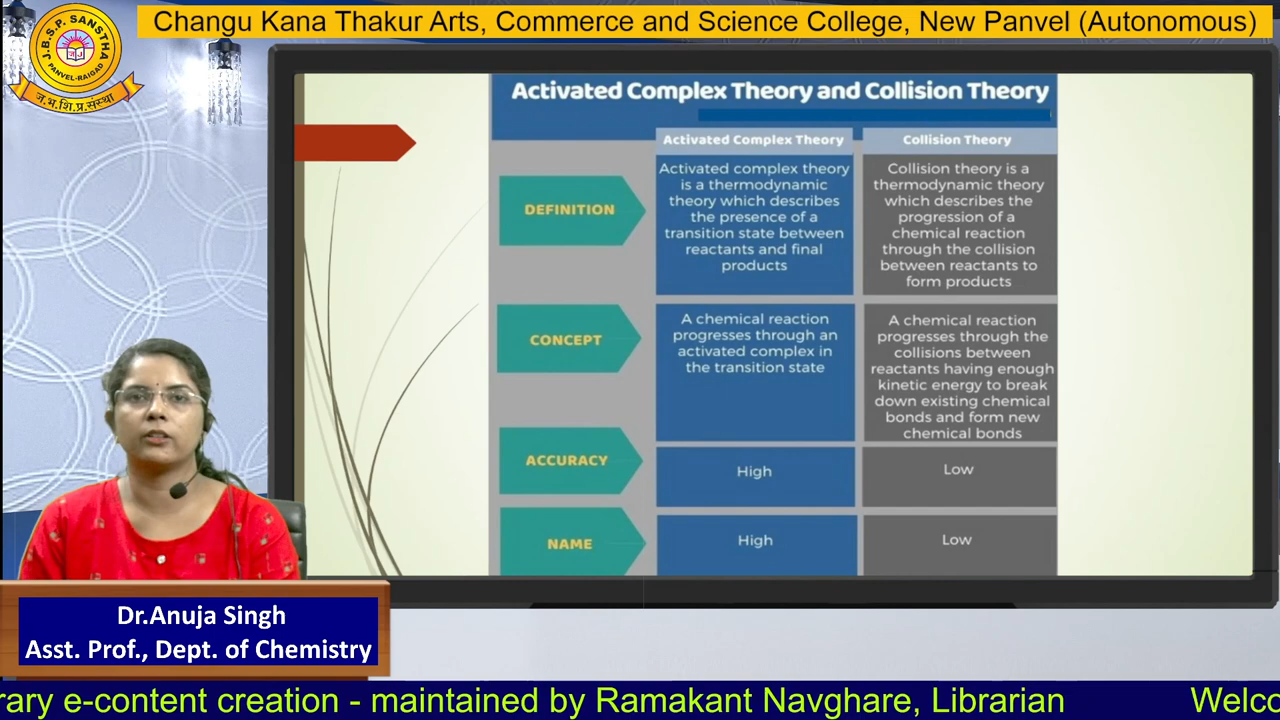 Changu Kana Thakur Arts, Commerce and Science College, New Panvel (Autonomous)
J.B.S.P. SANSTHA
PANVEL-RAIGAD
ज.भ.शि.प्र.संस्था
Activated Complex Theory and Collision Theory
Activated Complex Theory
Collision Theory
DEFINITION
Activated complex theory
is a thermodynamic
theory which describes
the presence of a
transition state between
reactants and final
products
Collision theory is a
thermodynamic theory
which describes the
progression of a
chemical reaction
through the collision
between reactants to
form products
CONCEPT
A chemical reaction
progresses through an
activated complex in
the transition state
A chemical reaction
progresses through the
collisions between
reactants having enough
kinetic energy to break
down existing chemical
bonds and form new
chemical bonds
ACCURACY
High
Low
NAME
High
Low
Dr.Anuja Singh
Asst. Prof., Dept. of Chemistry
rary e-content creation - maintained by Ramakant Navghare, Librarian
Welco